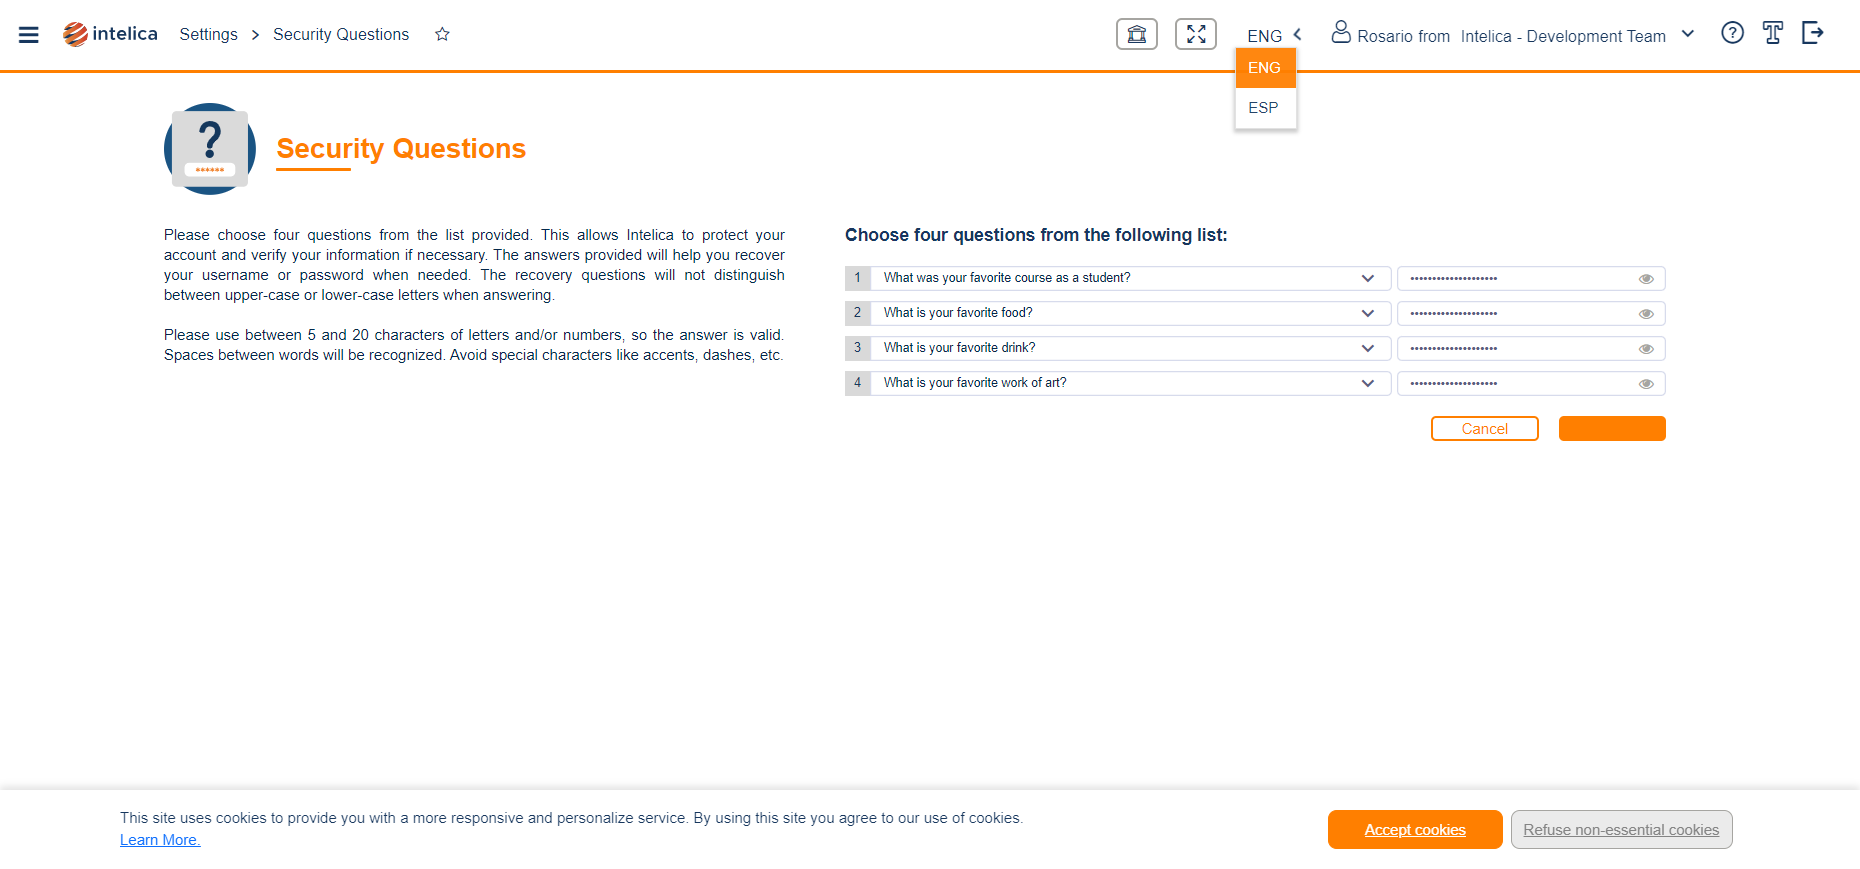 intelica Settings > Security Questions ENG Rosario from Intelica - Development Team ?
ENG
ESP
?
******
Security Questions
Please choose four questions from the list provided. This allows Intelica to protect your
account and verify your information if necessary. The answers provided will help you recover
your username or password when needed. The recovery questions will not distinguish
between upper-case or lower-case letters when answering.
Please use between 5 and 20 characters of letters and/or numbers, so the answer is valid.
Spaces between words will be recognized. Avoid special characters like accents, dashes, etc.
Choose four questions from the following list:
1 What was your favorite course as a student? ••••••••••••••••••••
2 What is your favorite food? ••••••••••••••••••••
3 What is your favorite drink? ••••••••••••••••••••
4 What is your favorite work of art? ••••••••••••••••••••
Cancel
This site uses cookies to provide you with a more responsive and personalize service. By using this site you agree to our use of cookies.
Learn More.
Accept cookies Refuse non-essential cookies